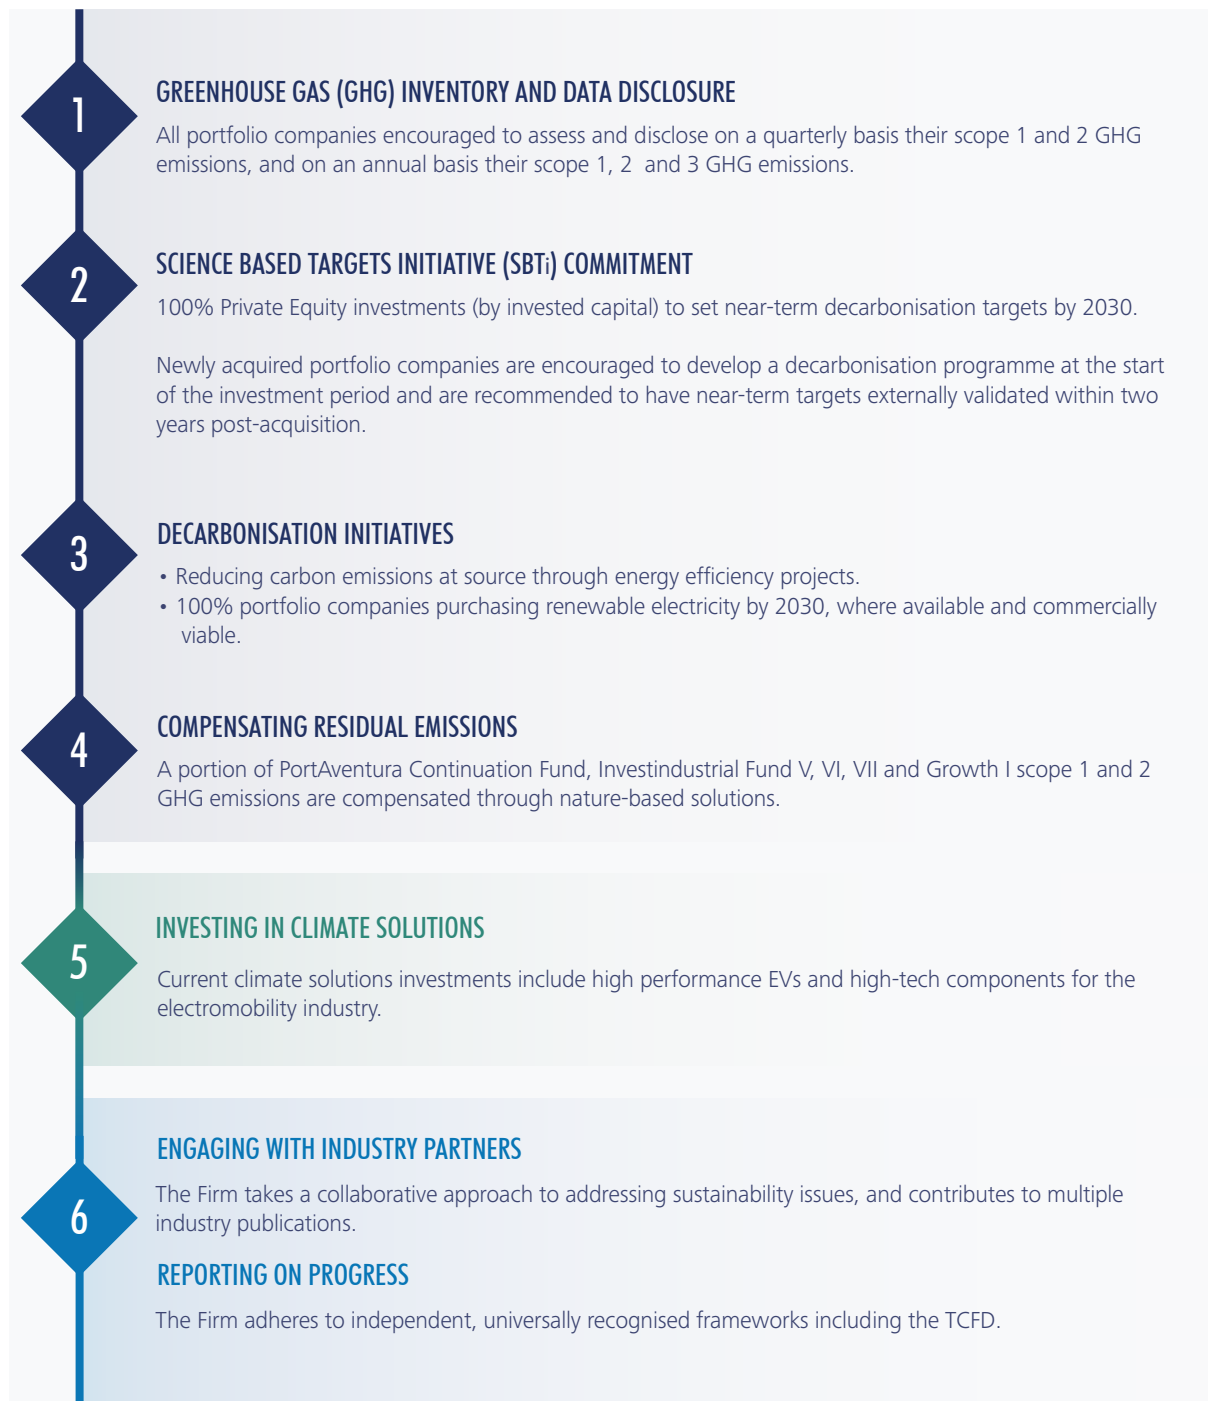 1
GREENHOUSE GAS (GHG) INVENTORY AND DATA DISCLOSURE
All portfolio companies encouraged to assess and disclose on a quarterly basis their scope 1 and 2 GHG
emissions, and on an annual basis their scope 1, 2 and 3 GHG emissions.
2
SCIENCE BASED TARGETS INITIATIVE (SBTi) COMMITMENT
100% Private Equity investments (by invested capital) to set near-term decarbonisation targets by 2030.
Newly acquired portfolio companies are encouraged to develop a decarbonisation programme at the start
of the investment period and are recommended to have near-term targets externally validated within two
years post-acquisition.
3
DECARBONISATION INITIATIVES
• Reducing carbon emissions at source through energy efficiency projects.
• 100% portfolio companies purchasing renewable electricity by 2030, where available and commercially
viable.
4
COMPENSATING RESIDUAL EMISSIONS
A portion of PortAventura Continuation Fund, Investindustrial Fund V, VI, VII and Growth I scope 1 and 2
GHG emissions are compensated through nature-based solutions.
5
INVESTING IN CLIMATE SOLUTIONS
Current climate solutions investments include high performance EVs and high-tech components for the
electromobility industry.
6
ENGAGING WITH INDUSTRY PARTNERS
The Firm takes a collaborative approach to addressing sustainability issues, and contributes to multiple
industry publications.
REPORTING ON PROGRESS
The Firm adheres to independent, universally recognised frameworks including the TCFD.